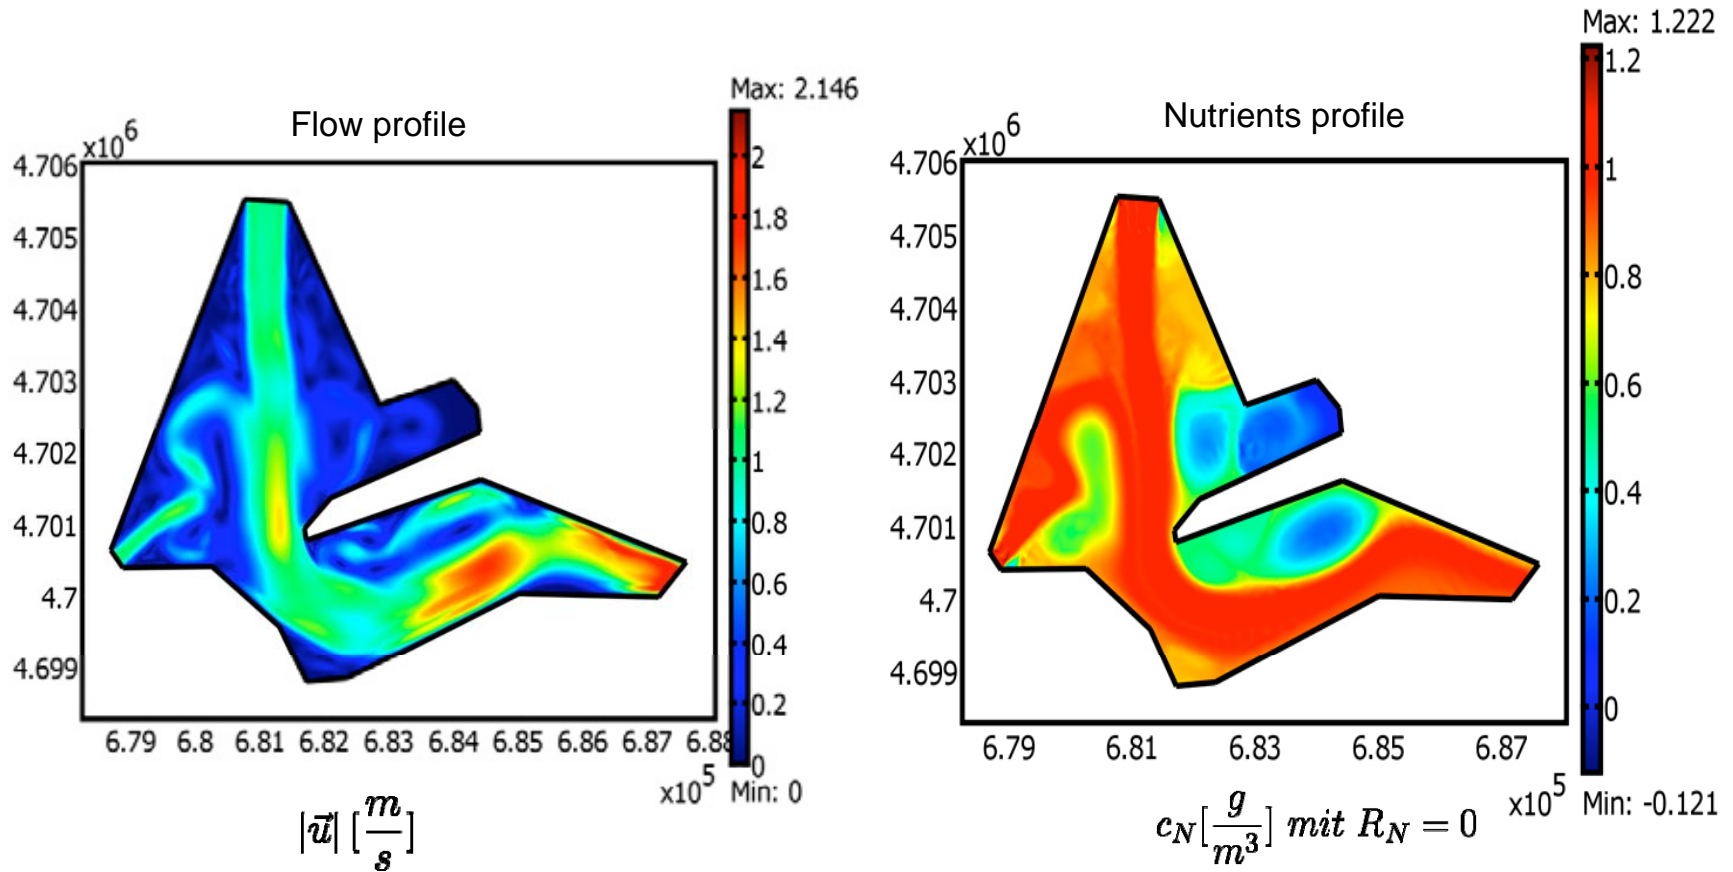 Flow profile
x10^6
4.706
4.705
4.704
4.703
4.702
4.701
4.7
4.699
6.79 6.8 6.81 6.82 6.83 6.84 6.85 6.86 6.87 6.88
x10^5
Max: 2.146
2
1.8
1.6
1.4
1.2
1
0.8
0.6
0.4
0.2
0
Min: 0
|\vec{u}| [\frac{m}{s}]
Nutrients profile
x10^6
4.706
4.705
4.704
4.703
4.702
4.701
4.7
4.699
6.79 6.81 6.83 6.85 6.87
x10^5
Max: 1.222
1.2
1
0.8
0.6
0.4
0.2
0
Min: -0.121
c_N[\frac{g}{m^3}] mit R_N = 0